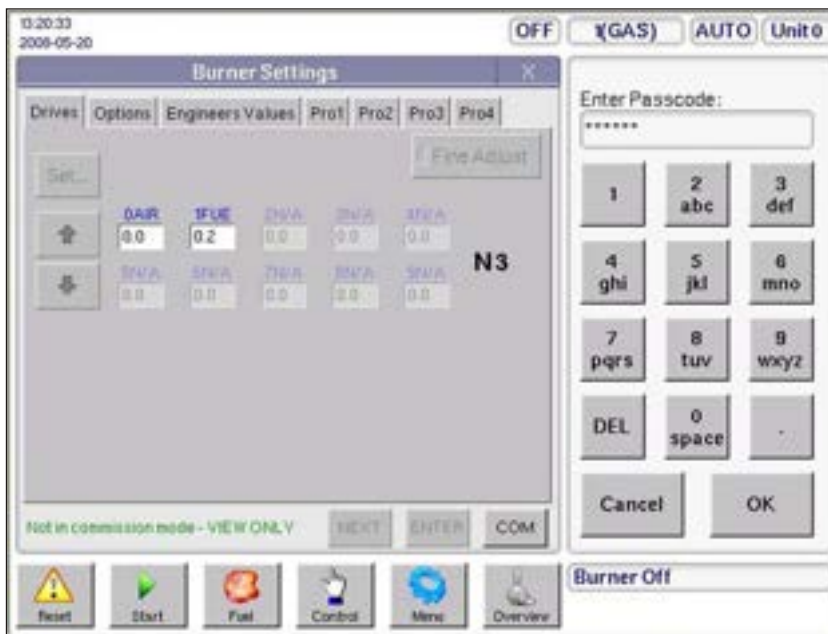 13:20:33
2008-05-20
OFF
1(GAS)
AUTO
Unit 0
Burner Settings
X
Drives
Options
Engineers Values
Pro1
Pro2
Pro3
Pro4
Set...
Fine Adjust
0AIR 1FUE 2N/A 3N/A 4N/A
0.0 0.2 0.0 0.0 0.0
5N/A 6N/A 7N/A 8N/A 9N/A
0.0 0.0 0.0 0.0 0.0
N3
Not in commission mode - VIEW ONLY
NEXT
ENTER
COM
Enter Passcode:
******
1
2
abc
3
def
4
ghi
5
jkl
6
mno
7
pqrs
8
tuv
9
wxyz
DEL
0
space
.
Cancel
OK
Reset
Start
Fuel
Control
Menu
Overview
Burner Off